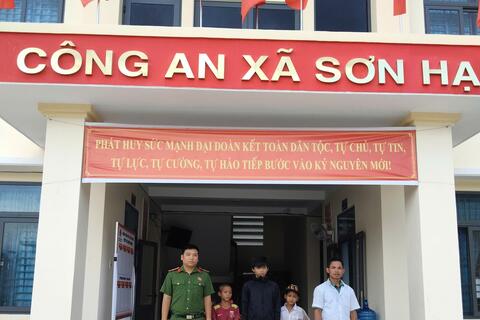 CÔNG AN XÃ SƠN HẠ
PHÁT HUY SỨC MẠNH ĐẠI ĐOÀN KẾT TOÀN DÂN TỘC, TỰ CHỦ, TỰ TIN,
TỰ LỰC, TỰ CƯỜNG, TỰ HÀO TIẾP BƯỚC VÀO KỶ NGUYÊN MỚI!